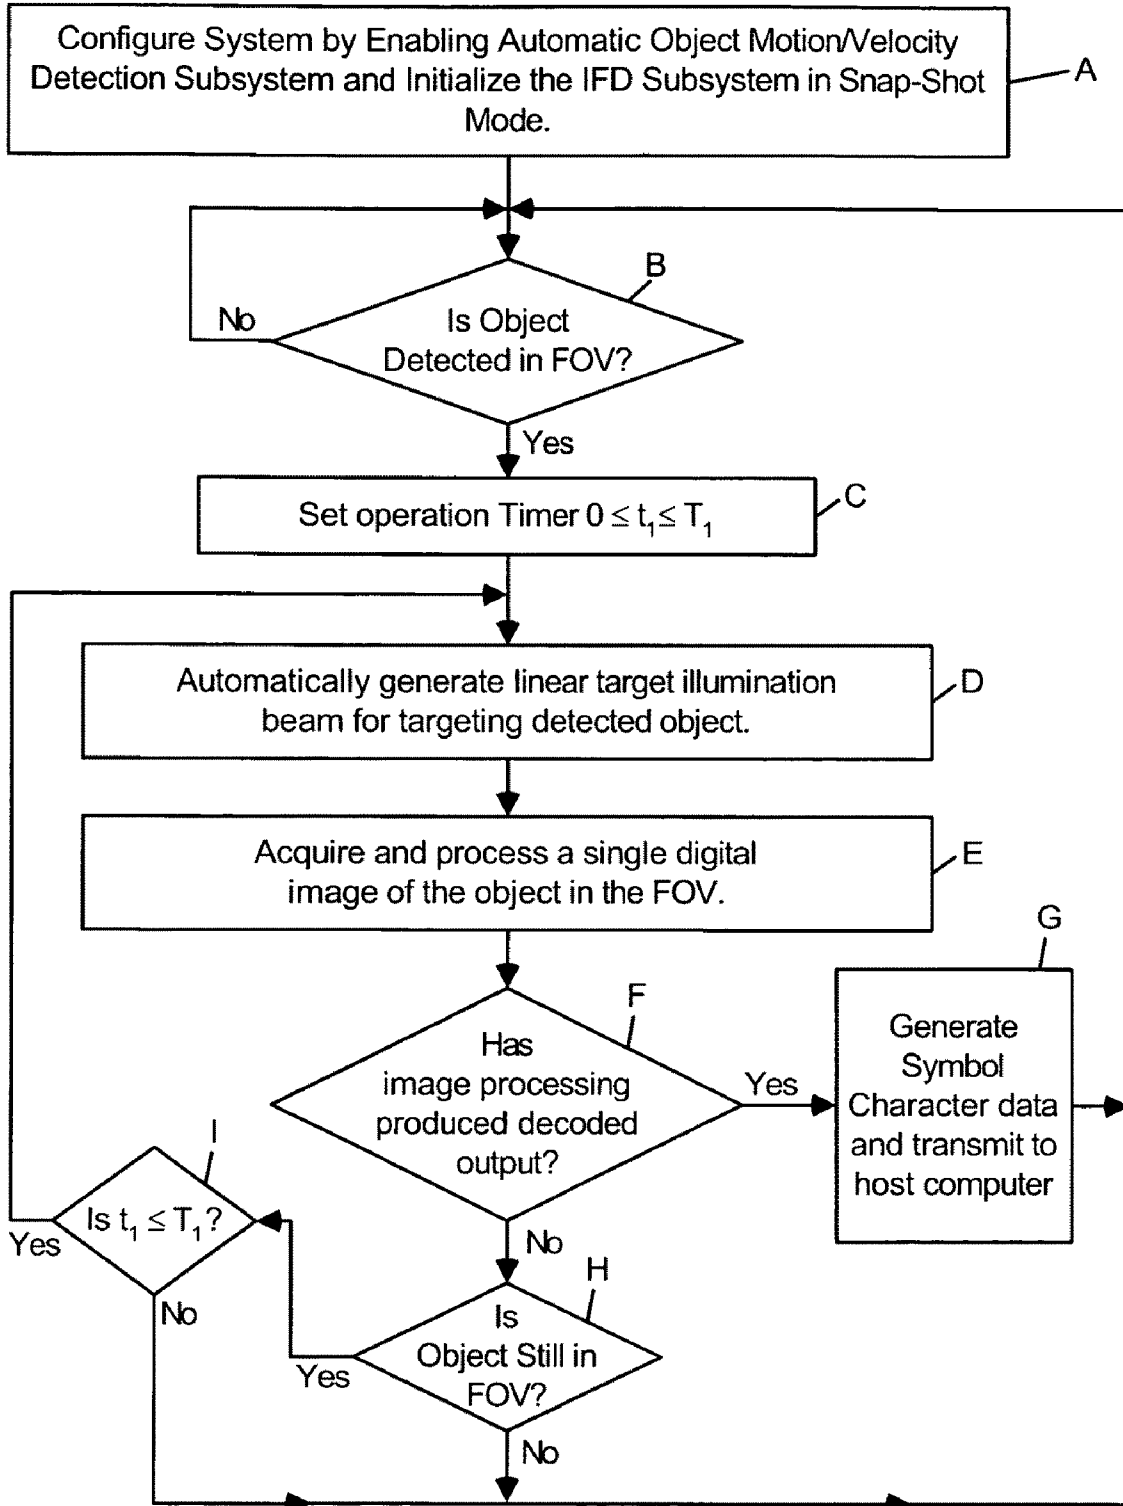 Configure System by Enabling Automatic Object Motion/Velocity
Detection Subsystem and Initialize the IFD Subsystem in Snap-Shot
Mode.
A
B
Is Object
Detected in FOV?
No
Yes
Set operation Timer 0 ≤ t₁ ≤ T₁
C
Automatically generate linear target illumination
beam for targeting detected object.
D
Acquire and process a single digital
image of the object in the FOV.
E
F
Has
image processing
produced decoded
output?
Yes
G
Generate
Symbol
Character data
and transmit to
host computer
No
I
Is t₁ ≤ T₁?
Yes
No
H
Is
Object Still in
FOV?
Yes
No